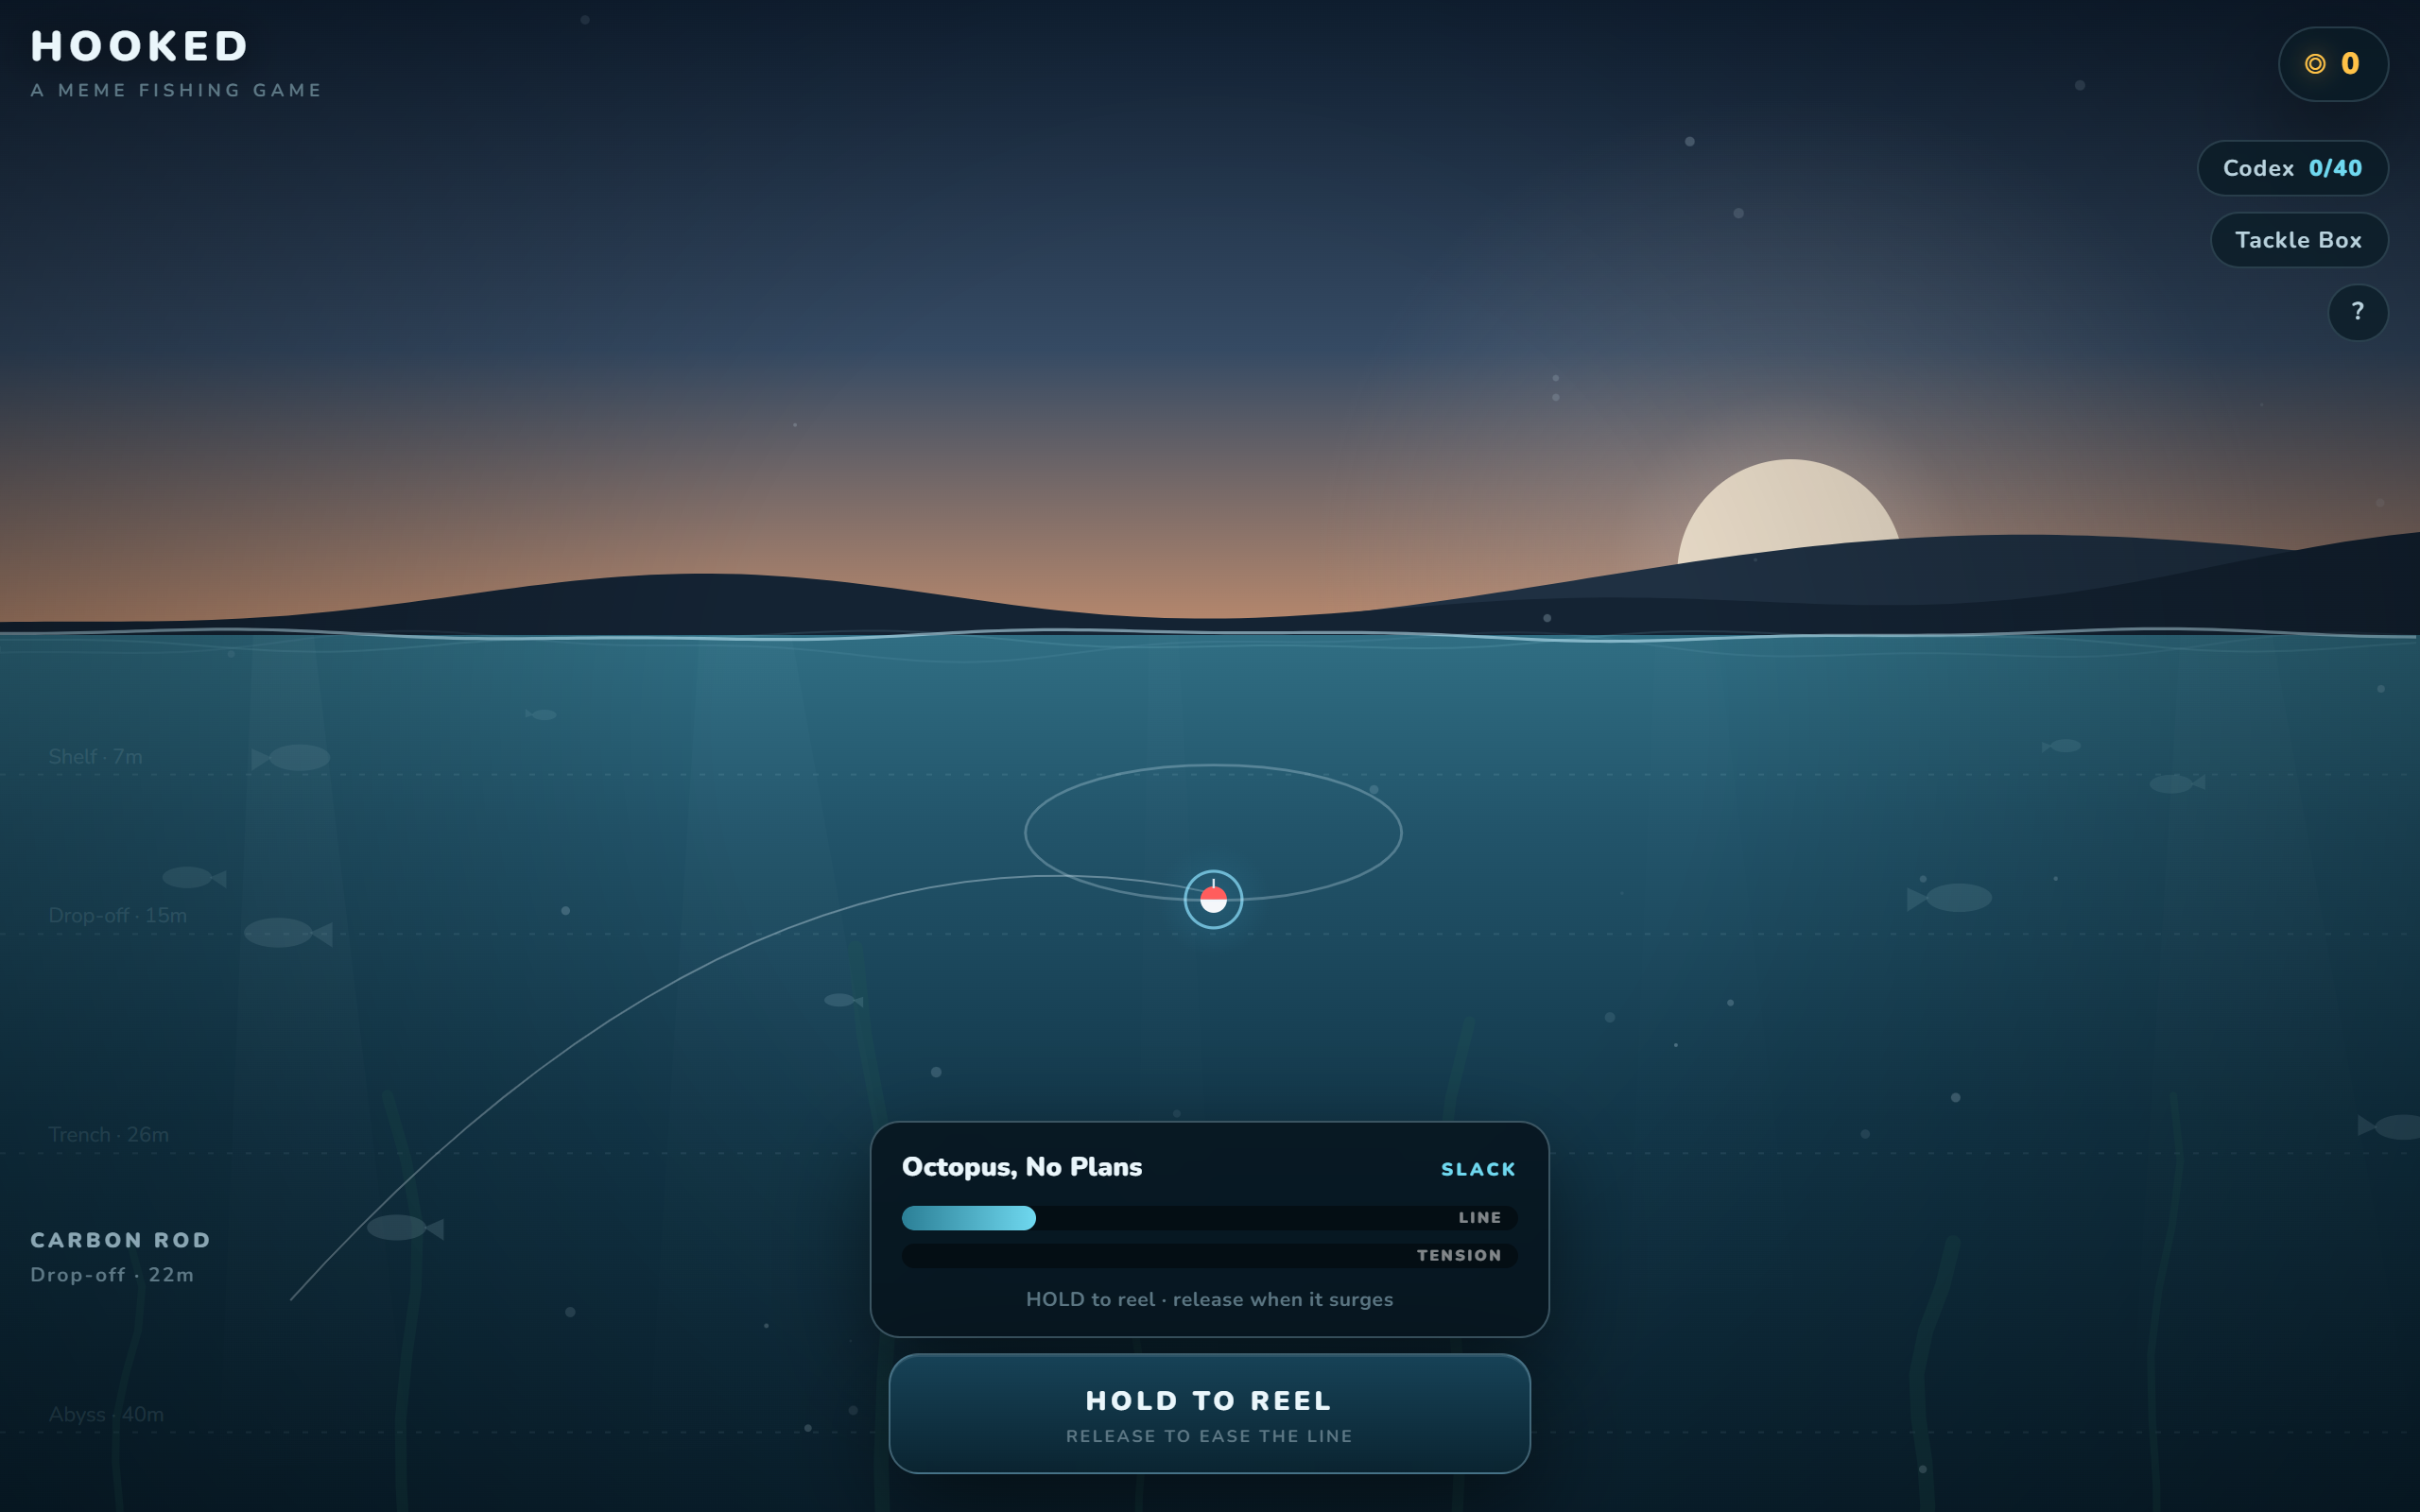 HOOKED
A MEME FISHING GAME
0
Codex 0/40
Tackle Box
?
Shelf · 7m
Drop-off · 15m
Trench · 26m
CARBON ROD
Drop-off · 22m
Abyss · 40m
Octopus, No Plans
SLACK
LINE
TENSION
HOLD to reel · release when it surges
HOLD TO REEL
RELEASE TO EASE THE LINE